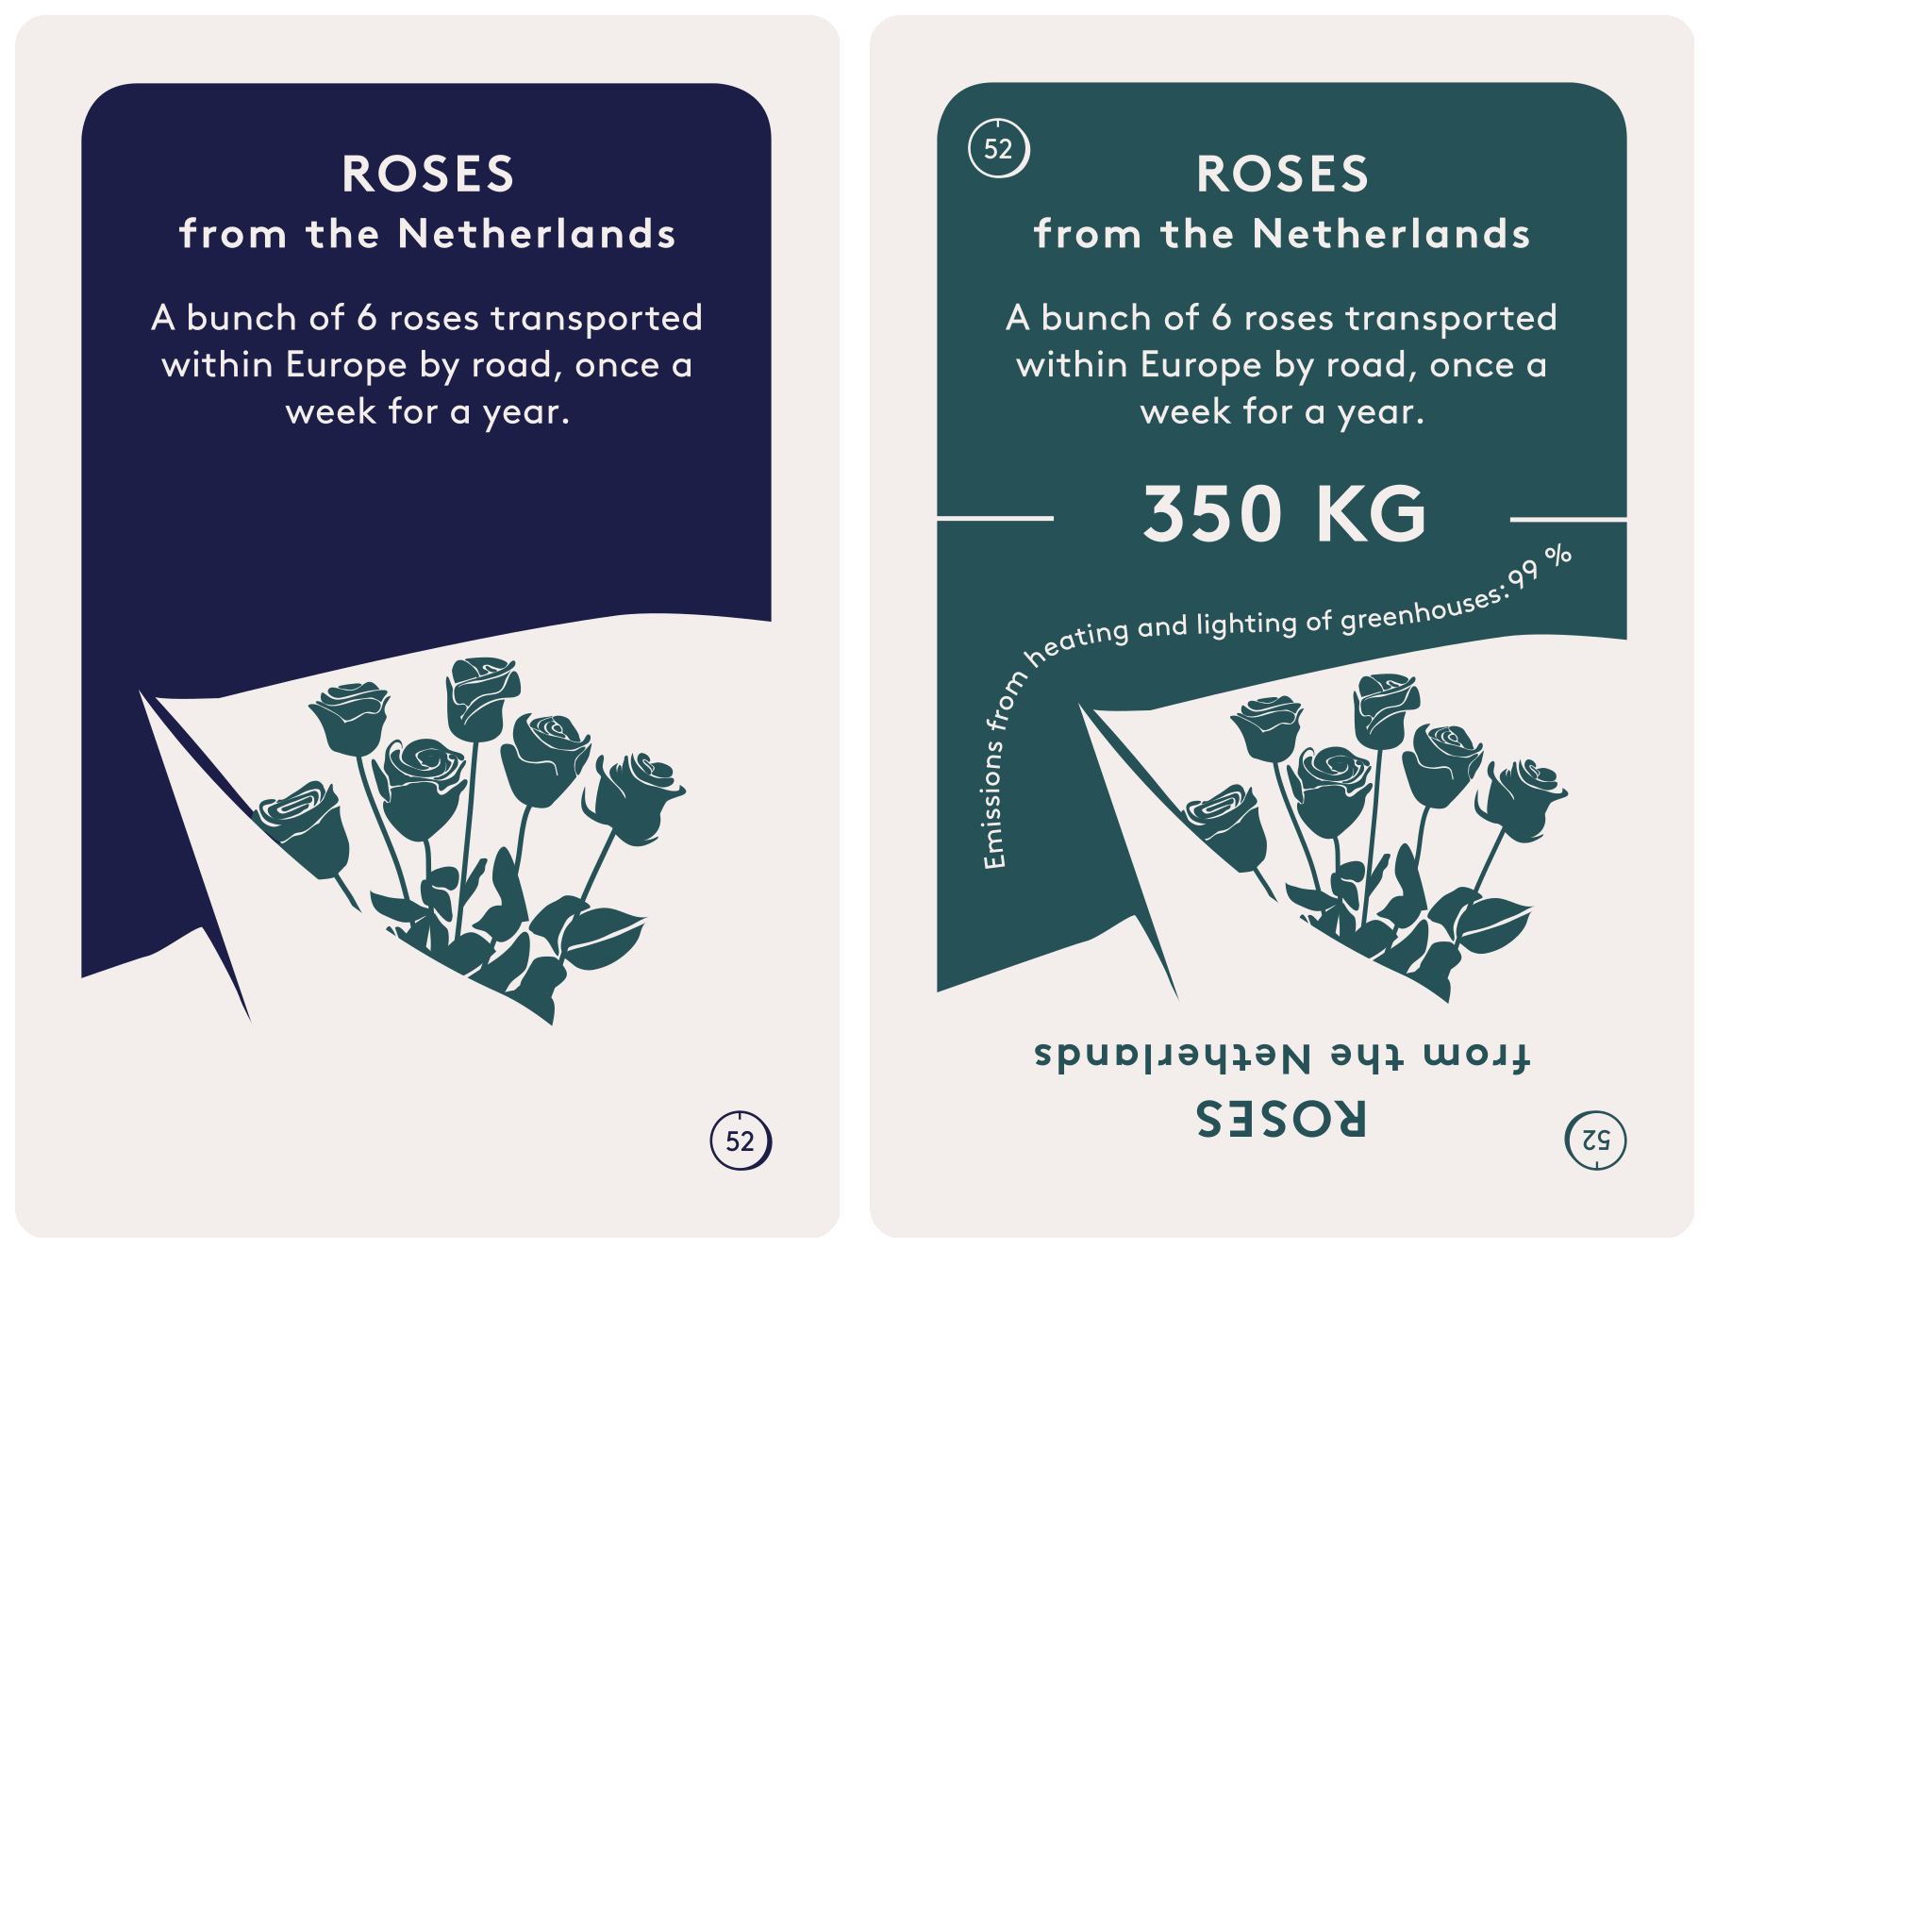 ROSES
from the Netherlands
A bunch of 6 roses transported
within Europe by road, once a
week for a year.
52
52
ROSES
from the Netherlands
A bunch of 6 roses transported
within Europe by road, once a
week for a year.
350 KG
Emissions from heating and lighting of greenhouses: 99 %
ROSES
from the Netherlands
52